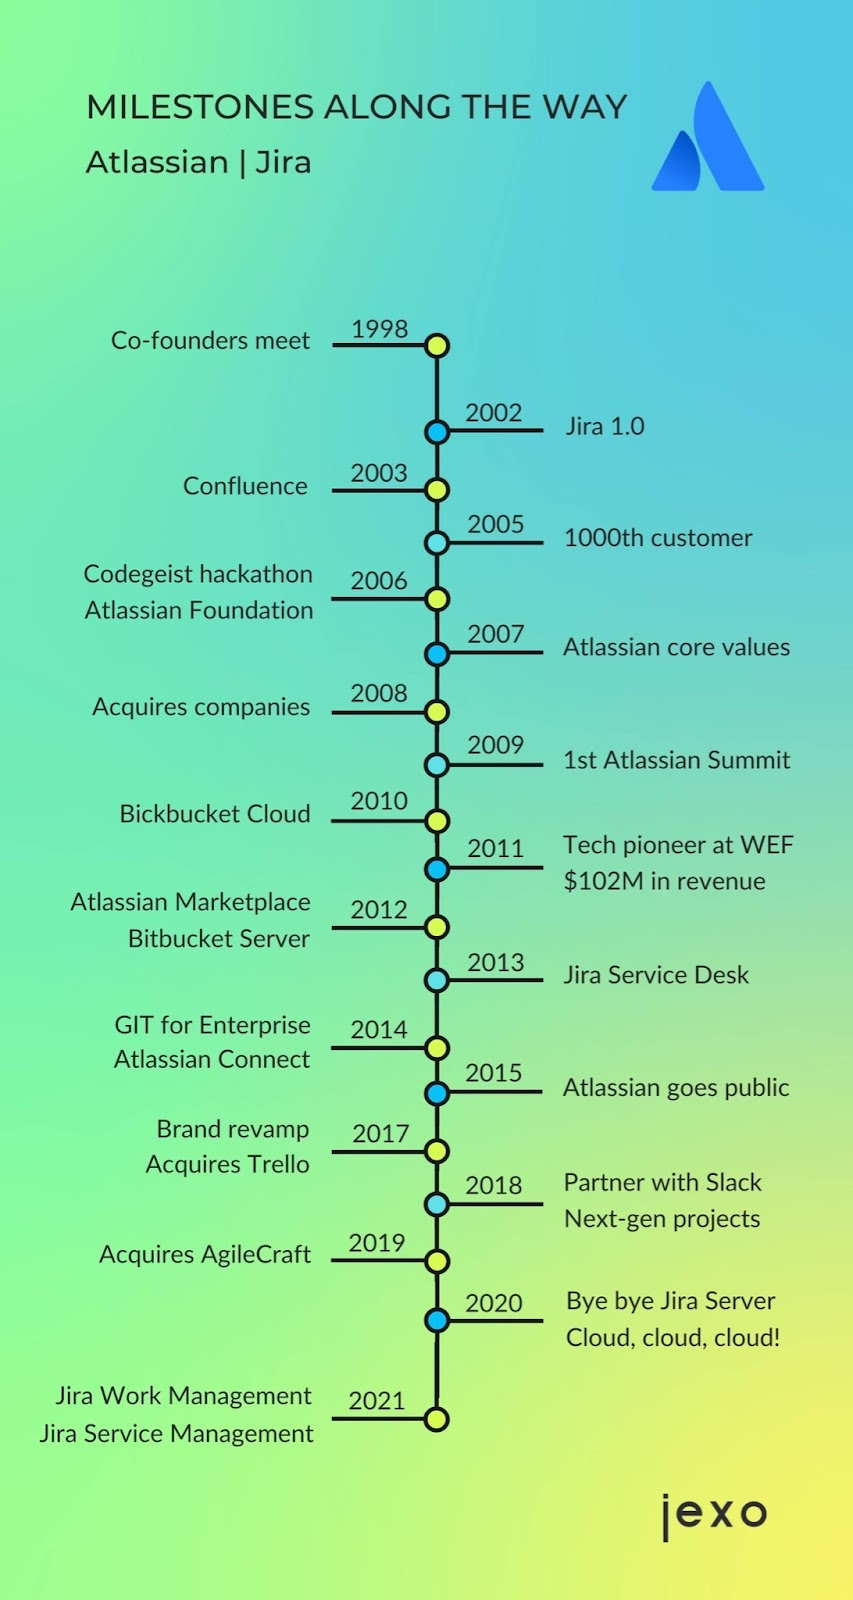 MILESTONES ALONG THE WAY
Atlassian | Jira
1998
Co-founders meet
2002
Jira 1.0
2003
Confluence
2005
1000th customer
2006
Codegeist hackathon
Atlassian Foundation
2007
Atlassian core values
2008
Acquires companies
2009
1st Atlassian Summit
2010
Bickbucket Cloud
2011
Tech pioneer at WEF
$102M in revenue
2012
Atlassian Marketplace
Bitbucket Server
2013
Jira Service Desk
2014
GIT for Enterprise
Atlassian Connect
2015
Atlassian goes public
2017
Brand revamp
Acquires Trello
2018
Partner with Slack
Next-gen projects
2019
Acquires AgileCraft
2020
Bye bye Jira Server
Cloud, cloud, cloud!
2021
Jira Work Management
Jira Service Management
jexo